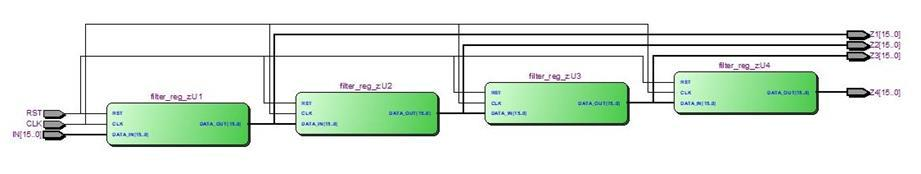 Z1[15..0]
Z2[15..0]
Z3[15..0]
filter_reg_z:U4
filter_reg_z:U3
RST
CLK
DATA_IN[15..0]
DATA_OUT[15..0]
Z4[15..0]
filter_reg_z:U2
RST
CLK
DATA_IN[15..0]
DATA_OUT[15..0]
filter_reg_z:U1
RST
CLK
DATA_IN[15..0]
DATA_OUT[15..0]
RST
CLK
DATA_IN[15..0]
DATA_OUT[15..0]
RST
CLK
IN[15..0]